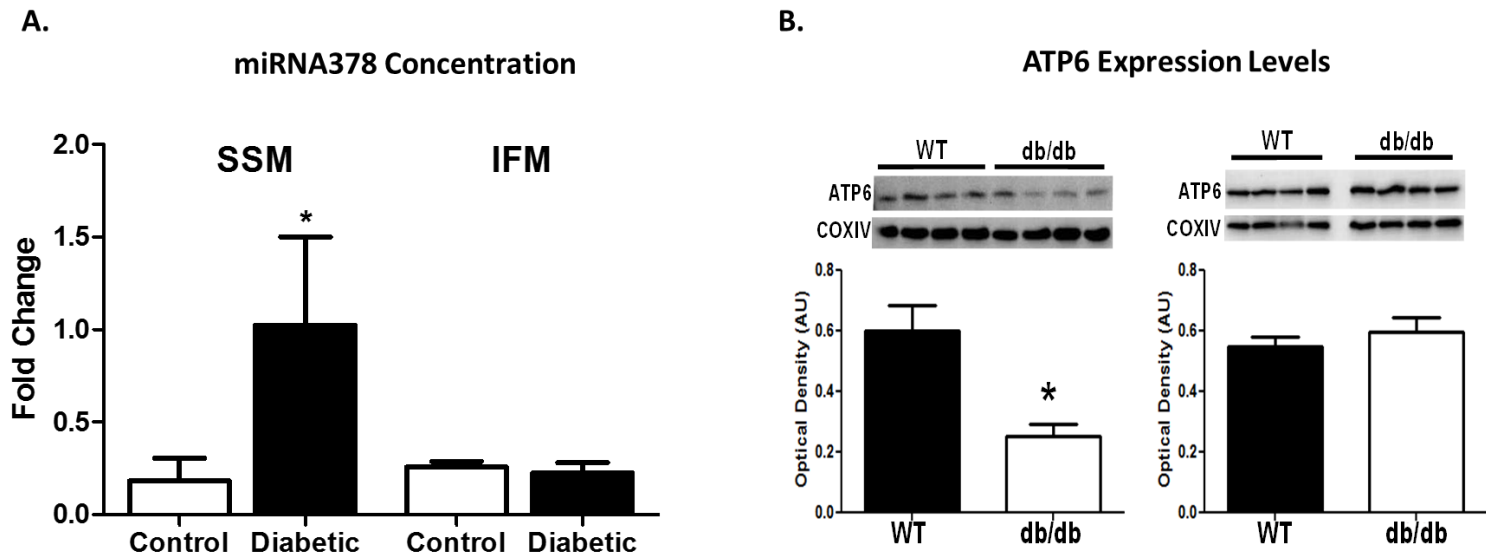 A.
miRNA378 Concentration
Fold Change
2.0
1.5
1.0
0.5
0.0
SSM
IFM
*
Control
Diabetic
Control
Diabetic
B.
ATP6 Expression Levels
WT
db/db
ATP6
COXIV
Optical Density (AU)
0.8
0.6
0.4
0.2
0.0
*
WT
db/db
WT
db/db
ATP6
COXIV
Optical Density (AU)
0.8
0.6
0.4
0.2
0.0
WT
db/db